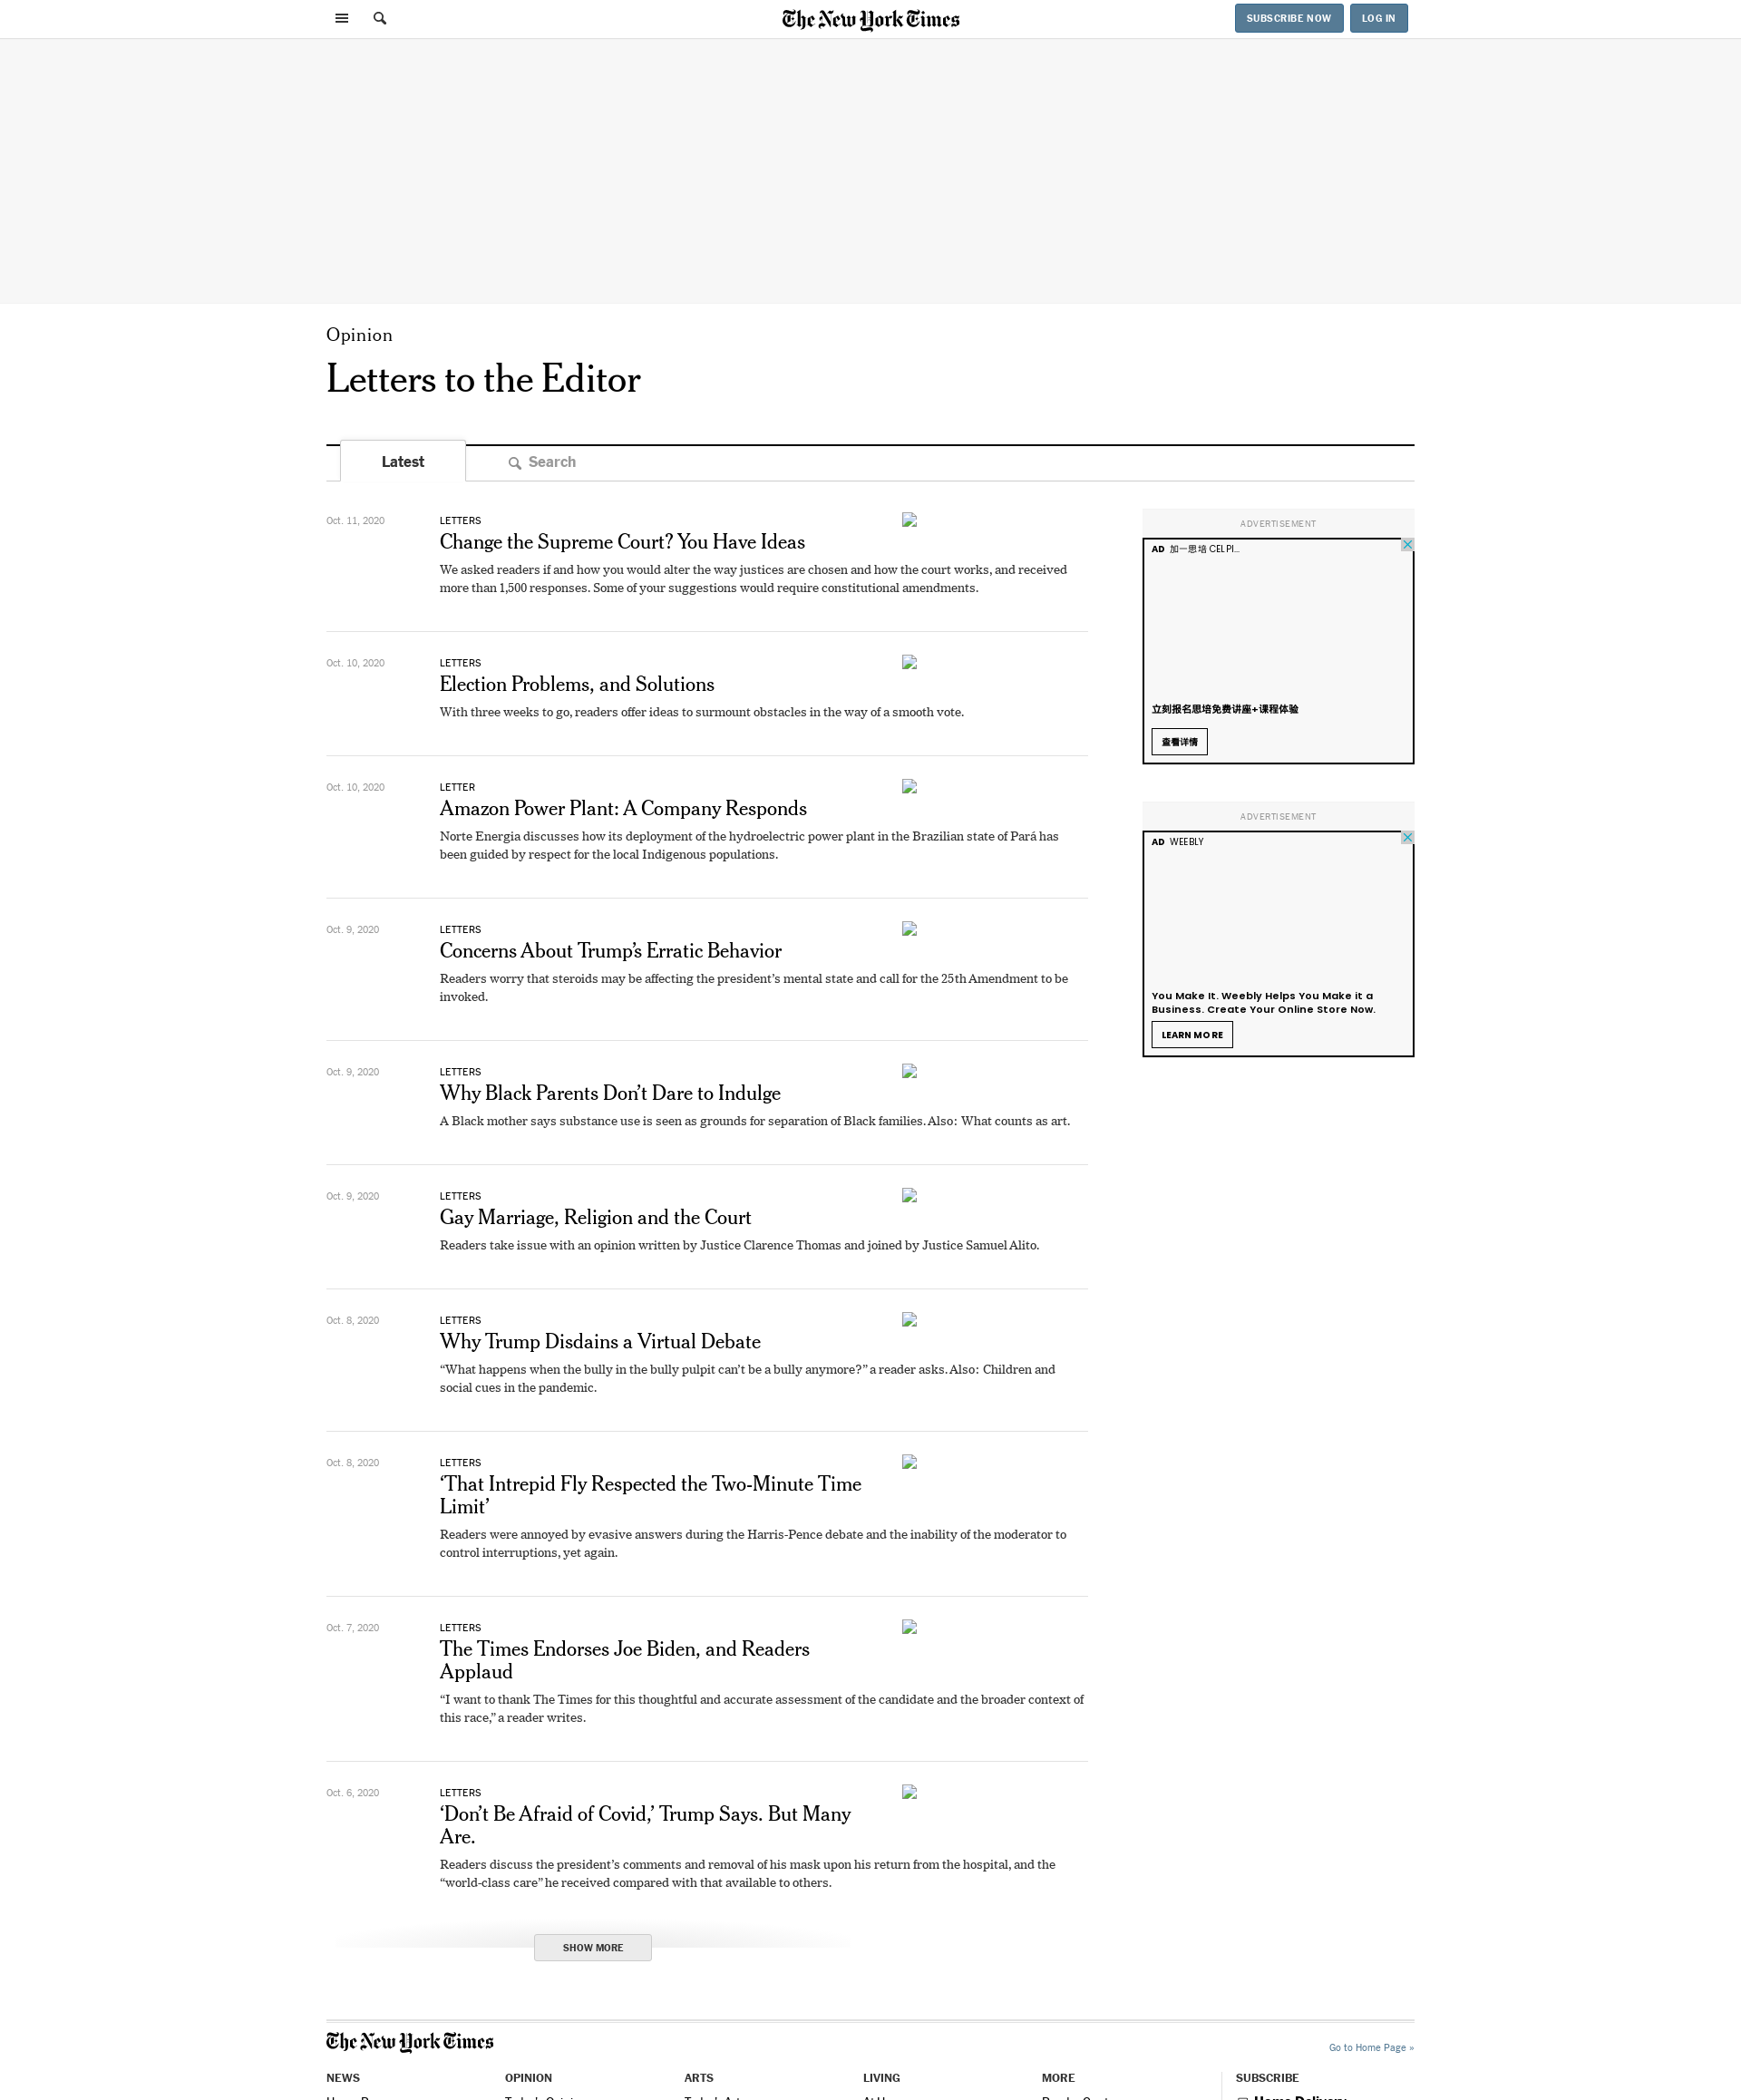 The New York Times
SUBSCRIBE NOW
LOG IN
Opinion
Letters to the Editor
Latest
Search
Oct. 11, 2020
LETTERS
Change the Supreme Court? You Have Ideas
We asked readers if and how you would alter the way justices are chosen and how the court works, and received
more than 1,500 responses. Some of your suggestions would require constitutional amendments.
Oct. 10, 2020
LETTERS
Election Problems, and Solutions
With three weeks to go, readers offer ideas to surmount obstacles in the way of a smooth vote.
Oct. 10, 2020
LETTER
Amazon Power Plant: A Company Responds
Norte Energia discusses how its deployment of the hydroelectric power plant in the Brazilian state of Pará has
been guided by respect for the local Indigenous populations.
Oct. 9, 2020
LETTERS
Concerns About Trump’s Erratic Behavior
Readers worry that steroids may be affecting the president’s mental state and call for the 25th Amendment to be
invoked.
Oct. 9, 2020
LETTERS
Why Black Parents Don’t Dare to Indulge
A Black mother says substance use is seen as grounds for separation of Black families. Also: What counts as art.
Oct. 9, 2020
LETTERS
Gay Marriage, Religion and the Court
Readers take issue with an opinion written by Justice Clarence Thomas and joined by Justice Samuel Alito.
Oct. 8, 2020
LETTERS
Why Trump Disdains a Virtual Debate
“What happens when the bully in the bully pulpit can’t be a bully anymore?” a reader asks. Also: Children and
social cues in the pandemic.
Oct. 8, 2020
LETTERS
‘That Intrepid Fly Respected the Two-Minute Time
Limit’
Readers were annoyed by evasive answers during the Harris-Pence debate and the inability of the moderator to
control interruptions, yet again.
Oct. 7, 2020
LETTERS
The Times Endorses Joe Biden, and Readers
Applaud
“I want to thank The Times for this thoughtful and accurate assessment of the candidate and the broader context of
this race,” a reader writes.
Oct. 6, 2020
LETTERS
‘Don’t Be Afraid of Covid,’ Trump Says. But Many
Are.
Readers discuss the president’s comments and removal of his mask upon his return from the hospital, and the
“world-class care” he received compared with that available to others.
SHOW MORE
ADVERTISEMENT
AD 加一思培 CELPI...
立刻报名思培免费讲座+课程体验
查看详情
ADVERTISEMENT
AD WEEBLY
You Make It. Weebly Helps You Make it a
Business. Create Your Online Store Now.
LEARN MORE
The New York Times
Go to Home Page »
NEWS
OPINION
ARTS
LIVING
MORE
SUBSCRIBE
Home Delivery